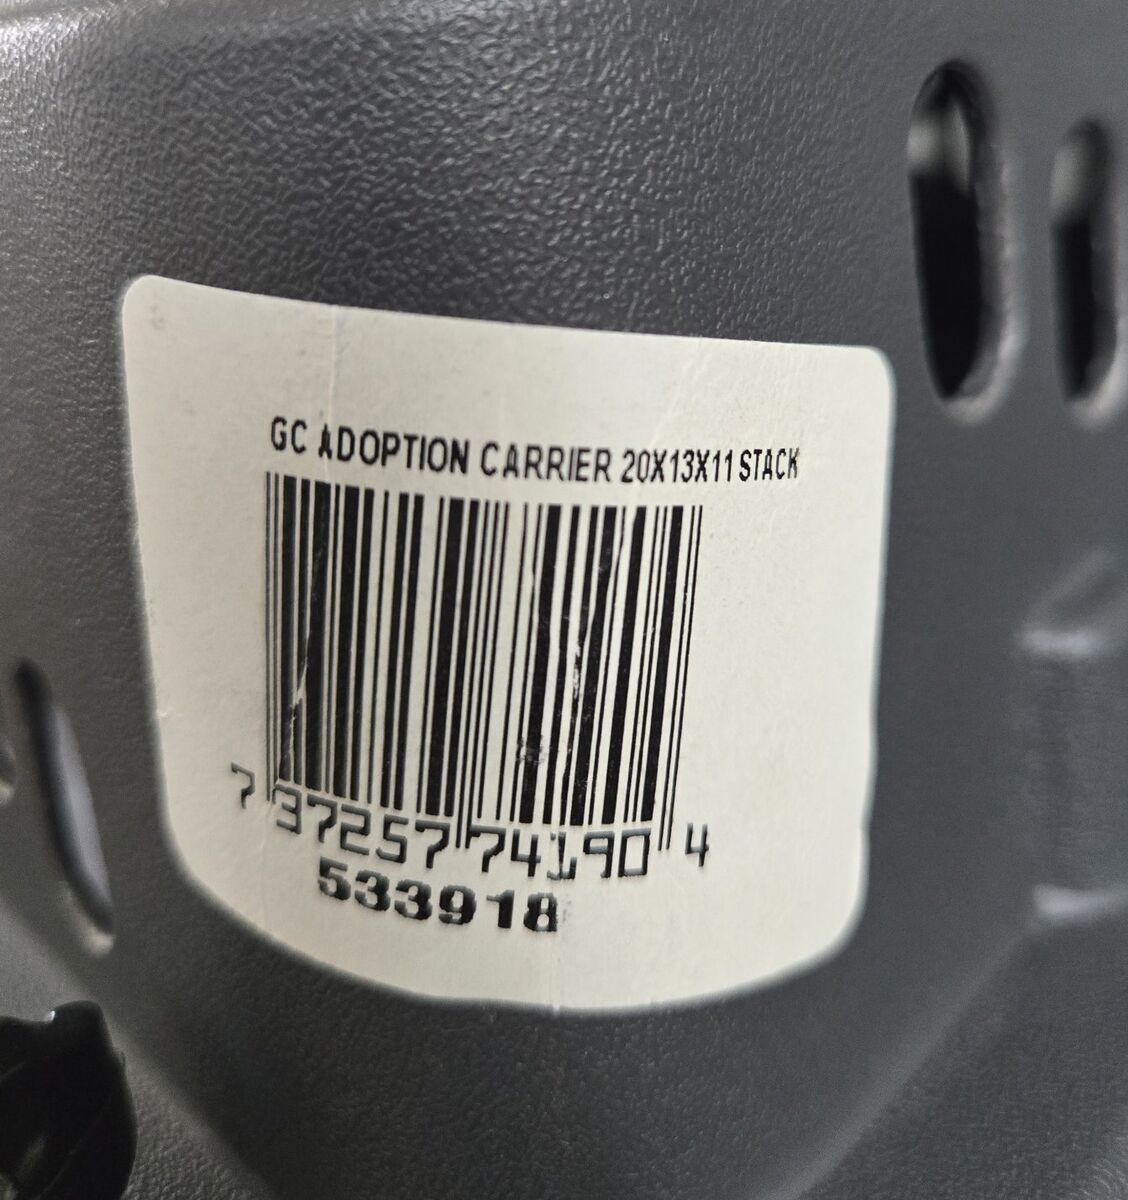 GC ADOPTION CARRIER 20X13X11 STACK
7 37257 74190 4
533918